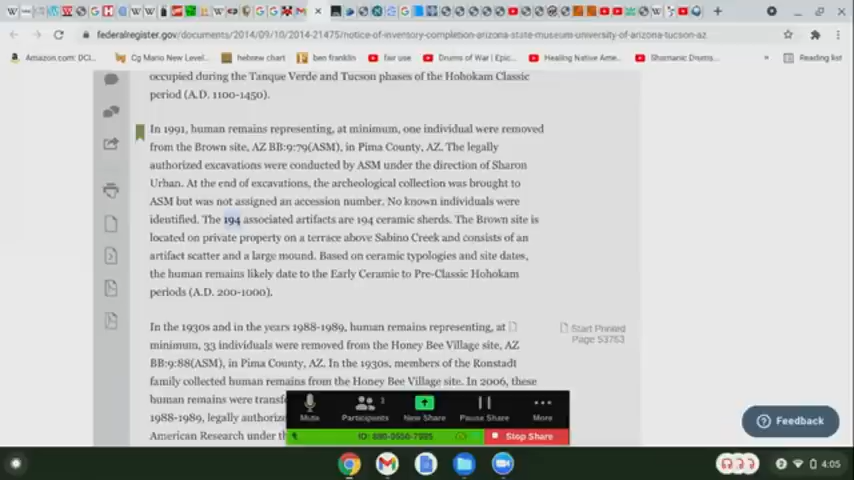 federalregister.gov/documents/2014/09/10/2014-21475/notice-of-inventory-completion-arizona-state-museum-university-of-arizona-tucson-az
Amazon.com: DCI... Cg Mario New Level... hebrew chart ben franklin fair use Drums of War | Epic... Healing Native Ame... Shamanic Drums... » Reading list
occupied during the Tanque Verde and Tucson phases of the Hohokam Classic
period (A.D. 1100-1450).
In 1991, human remains representing, at minimum, one individual were removed
from the Brown site, AZ BB:9:79(ASM), in Pima County, AZ. The legally
authorized excavations were conducted by ASM under the direction of Sharon
Urban. At the end of excavations, the archeological collection was brought to
ASM but was not assigned an accession number. No known individuals were
identified. The 194 associated artifacts are 194 ceramic sherds. The Brown site is
located on private property on a terrace above Sabino Creek and consists of an
artifact scatter and a large mound. Based on ceramic typologies and site dates,
the human remains likely date to the Early Ceramic to Pre-Classic Hohokam
periods (A.D. 200-1000).
In the 1930s and in the years 1988-1989, human remains representing, at
minimum, 33 individuals were removed from the Honey Bee Village site, AZ
BB:9:88(ASM), in Pima County, AZ. In the 1930s, members of the Ronstadt
family collected human remains from the Honey Bee Village site. In 2006, these
human remains were transf
1988-1989, legally authoriz
American Research under th
Start Printed
Page 53763
Mute Participants 3 New Share Pause Share More
Stop Share
Feedback
4:05